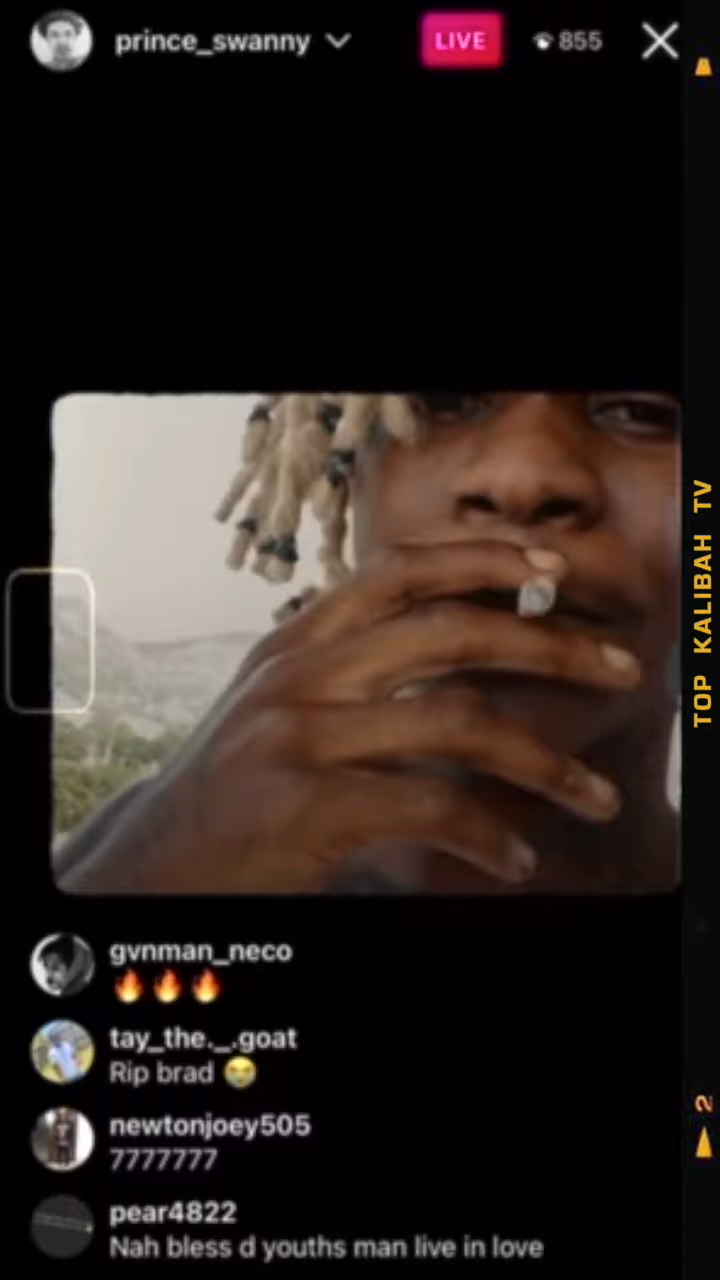 prince_swanny
LIVE
855
TOP KALIBAH TV
2
gvnman_neco
🔥🔥🔥
tay_the._.goat
Rip brad 😭
newtonjoey505
7777777
pear4822
Nah bless d youths man live in love